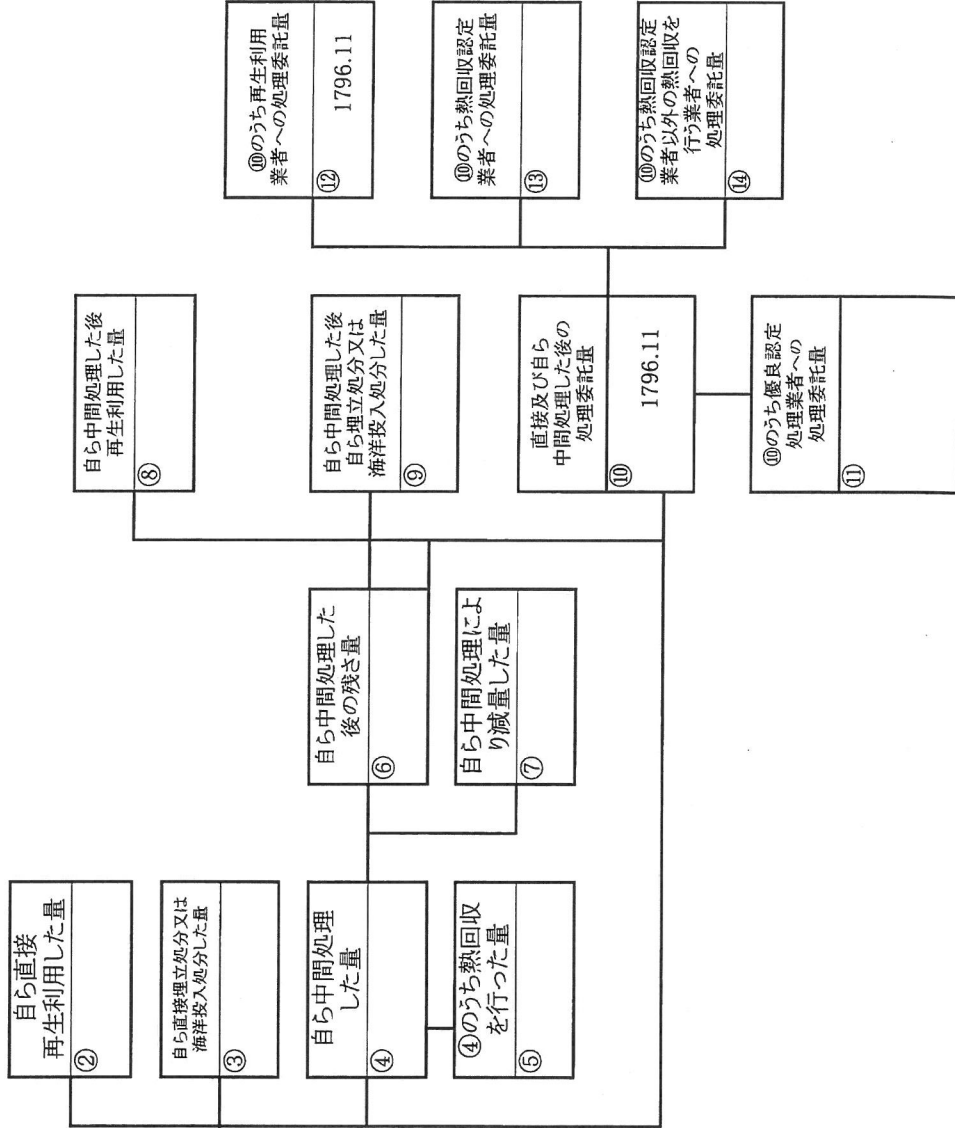 自ら直接
再生利用した量
②
自ら直接埋立処分又は
海洋投入処分した量
③
自ら中間処理
した量
④
④のうち熱回収
を行った量
⑤
自ら中間処理した
後の残さ量
⑥
自ら中間処理によ
り減量した量
⑦
自ら中間処理した後
再生利用した量
⑧
自ら中間処理した後
自ら埋立処分又は
海洋投入処分した量
⑨
直接及び自ら
中間処理した後の
処理委託量
⑩
1796.11
⑩のうち優良認定
処理業者への
処理委託量
⑪
⑩のうち再生利用
業者への処理委託量
⑫
1796.11
⑩のうち熱回収認定
業者への処理委託量
⑬
⑩のうち熱回収認定
業者以外の熱回収を
行う業者への
処理委託量
⑭